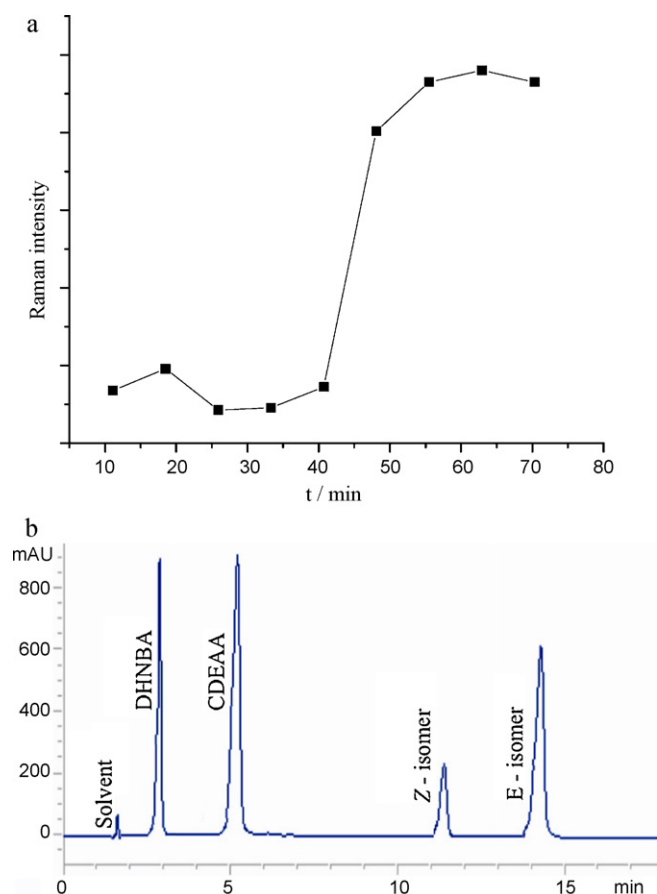 a
Raman intensity
10 20 30 40 50 60 70 80
t / min
b
mAU
800
600
400
200
0
Solvent
DHNBA
CDEAA
Z - isomer
E - isomer
0 5 10 15 min